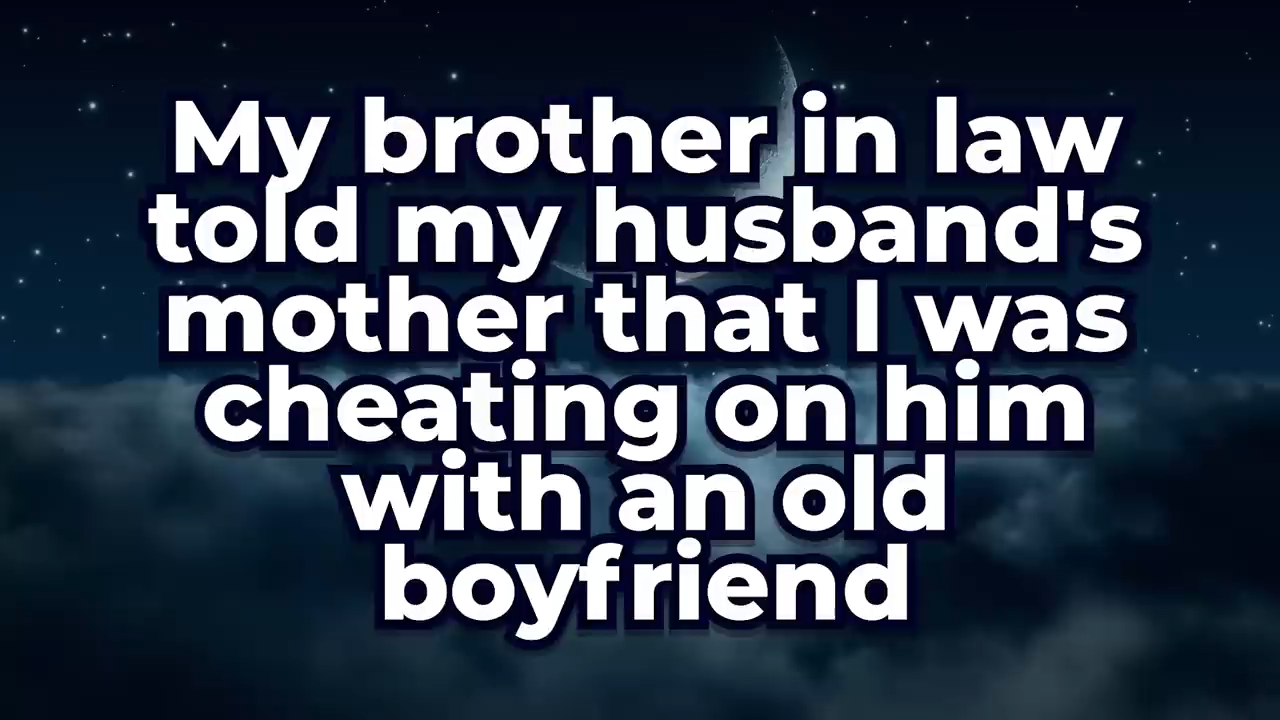 My brother in law
told my husband's
mother that I was
cheating on him
with an old
boyfriend